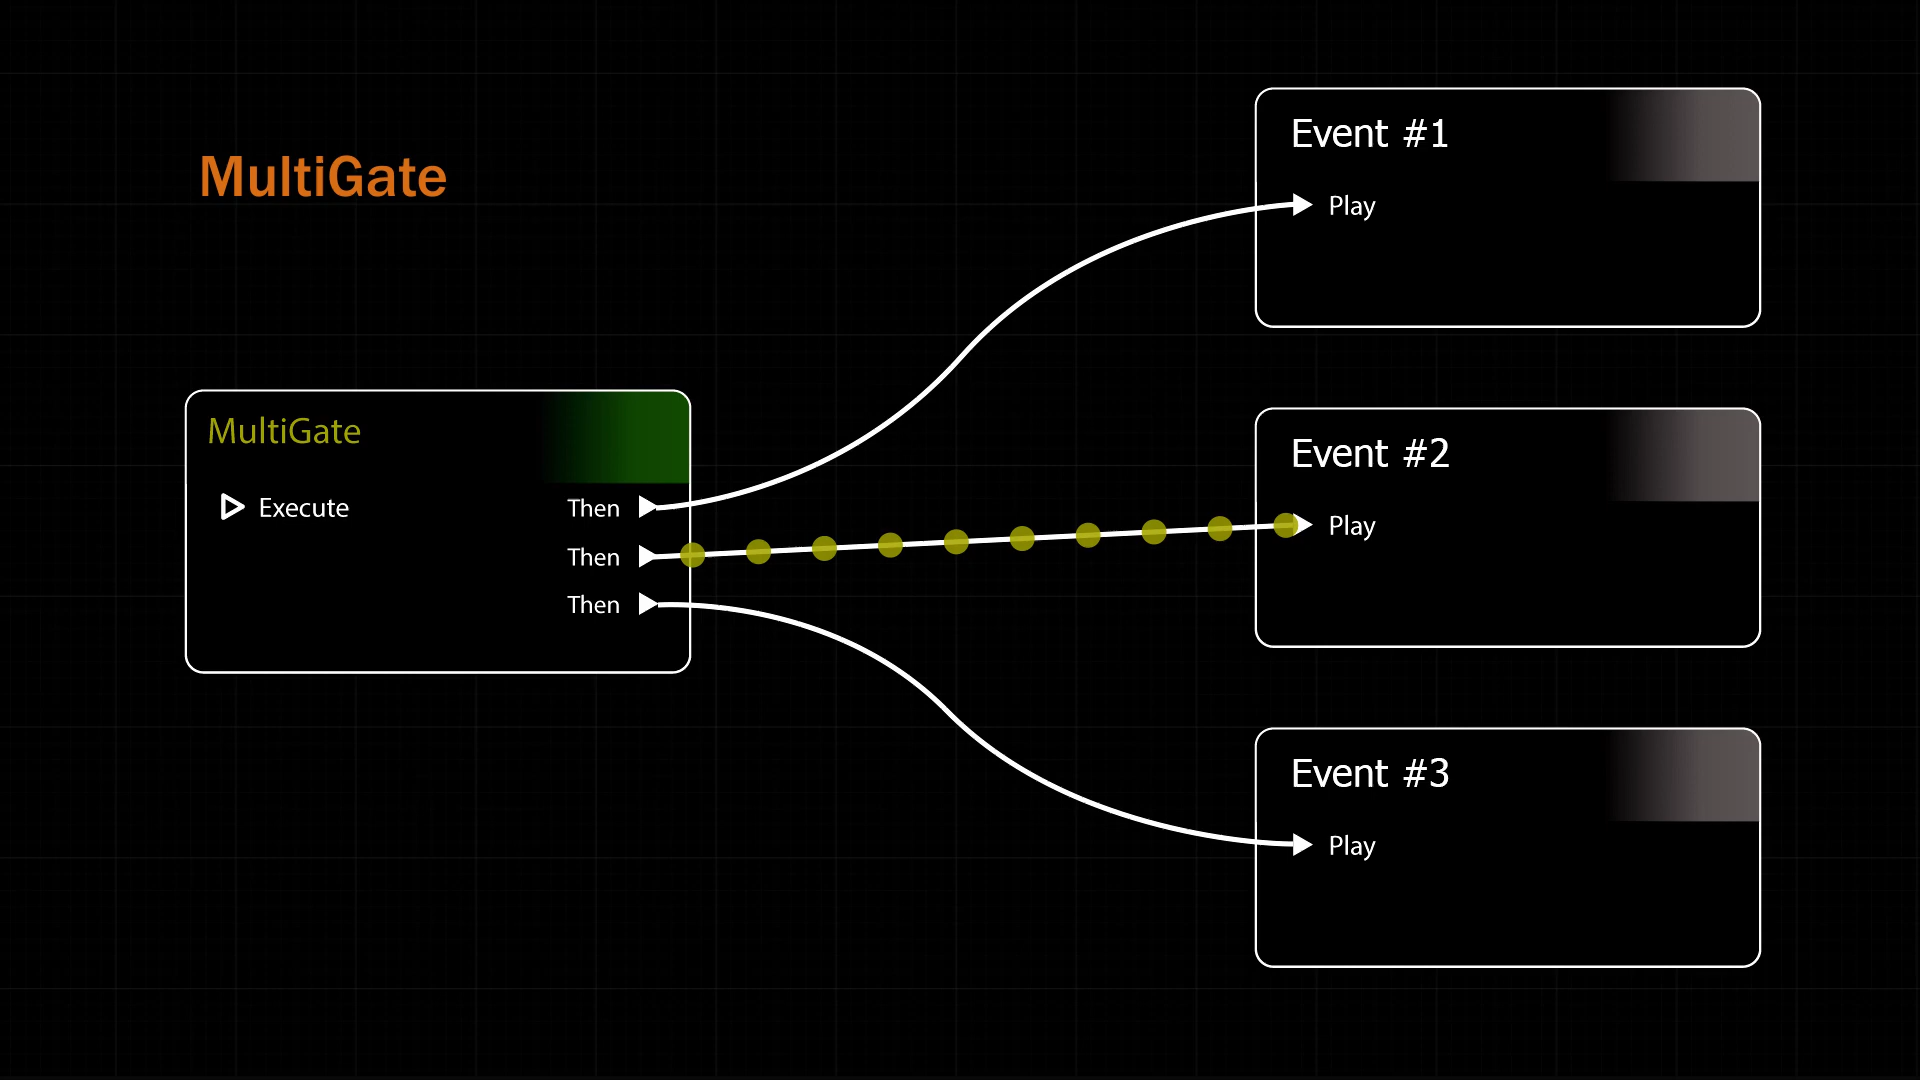 MultiGate
MultiGate
Execute
Then
Then
Then
Event #1
Play
Event #2
Play
Event #3
Play